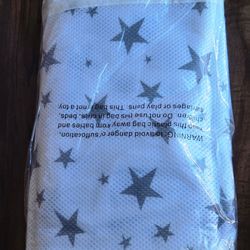 WARNING: to avoid danger of suffocation,
keep this plastic bag away from babies and
children. Do not use this bag in cribs, beds,
carriages or play pens. This bag is not a toy.